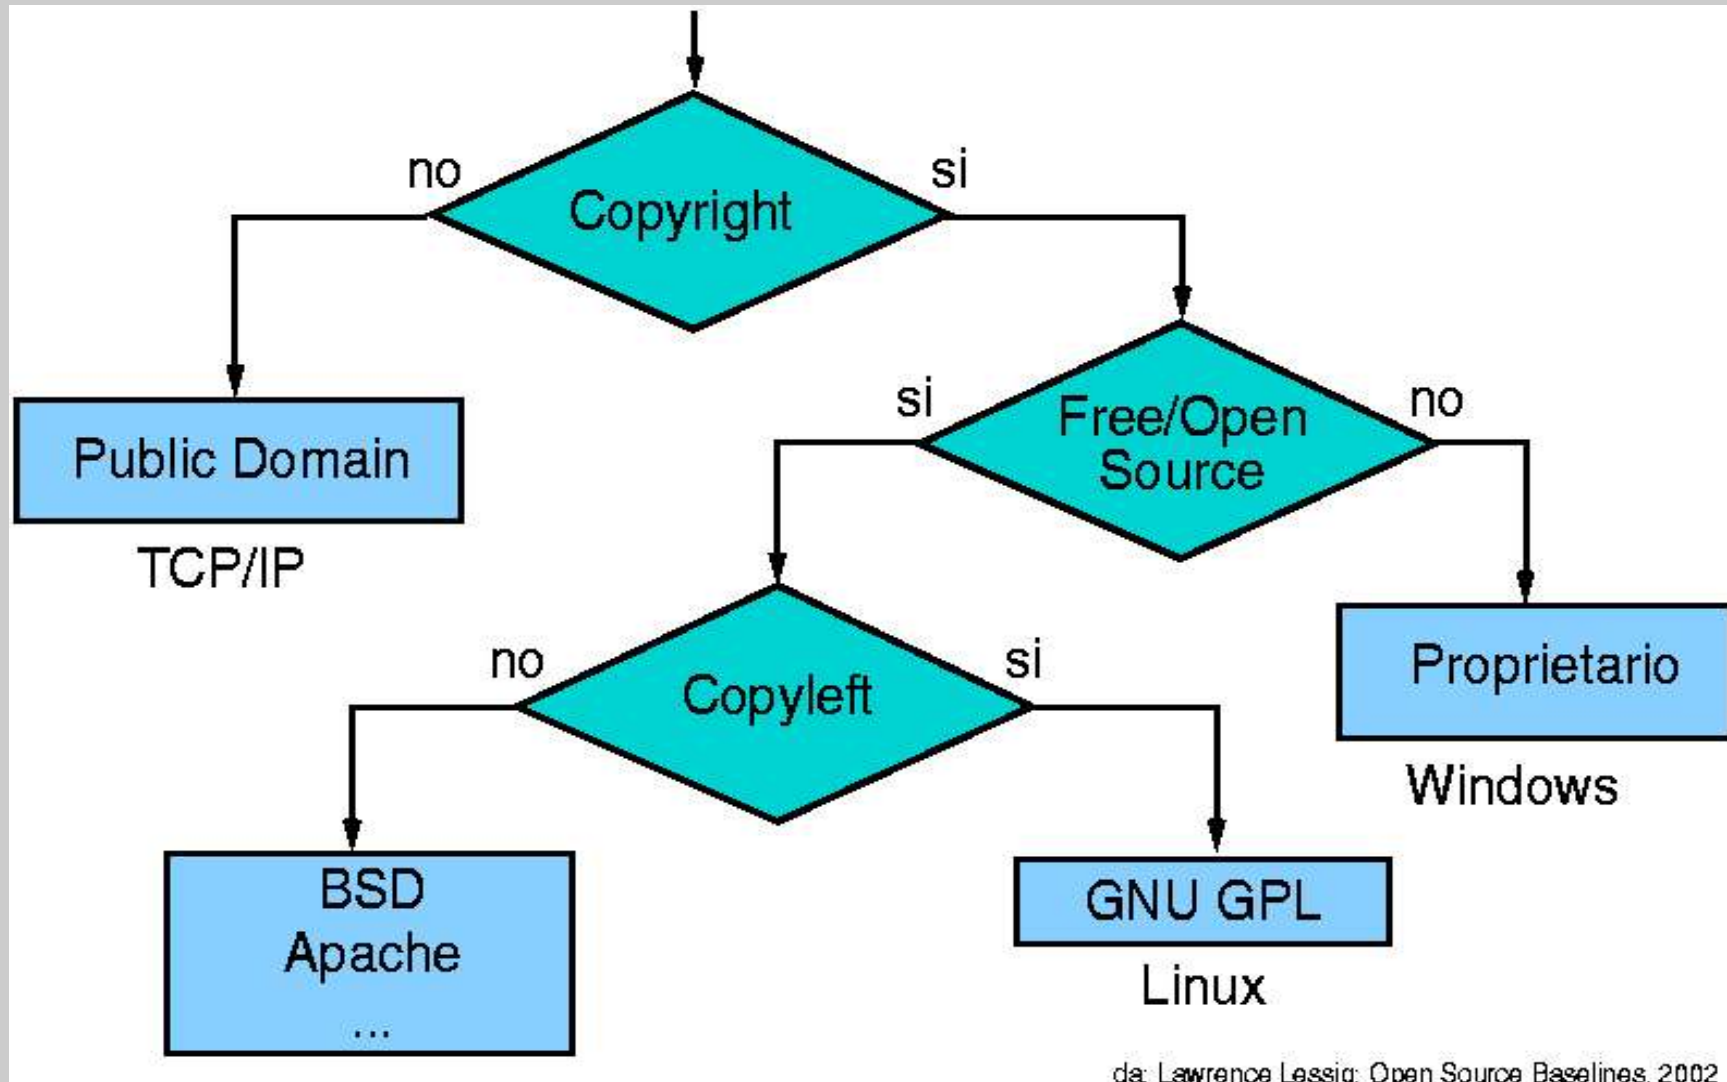 no
si
Copyright
si
no
Free/Open
Source
Public Domain
TCP/IP
no
si
Copyleft
Proprietario
Windows
BSD
Apache
...
GNU GPL
Linux
da: Lawrence Lessig: Open Source Baselines, 2002